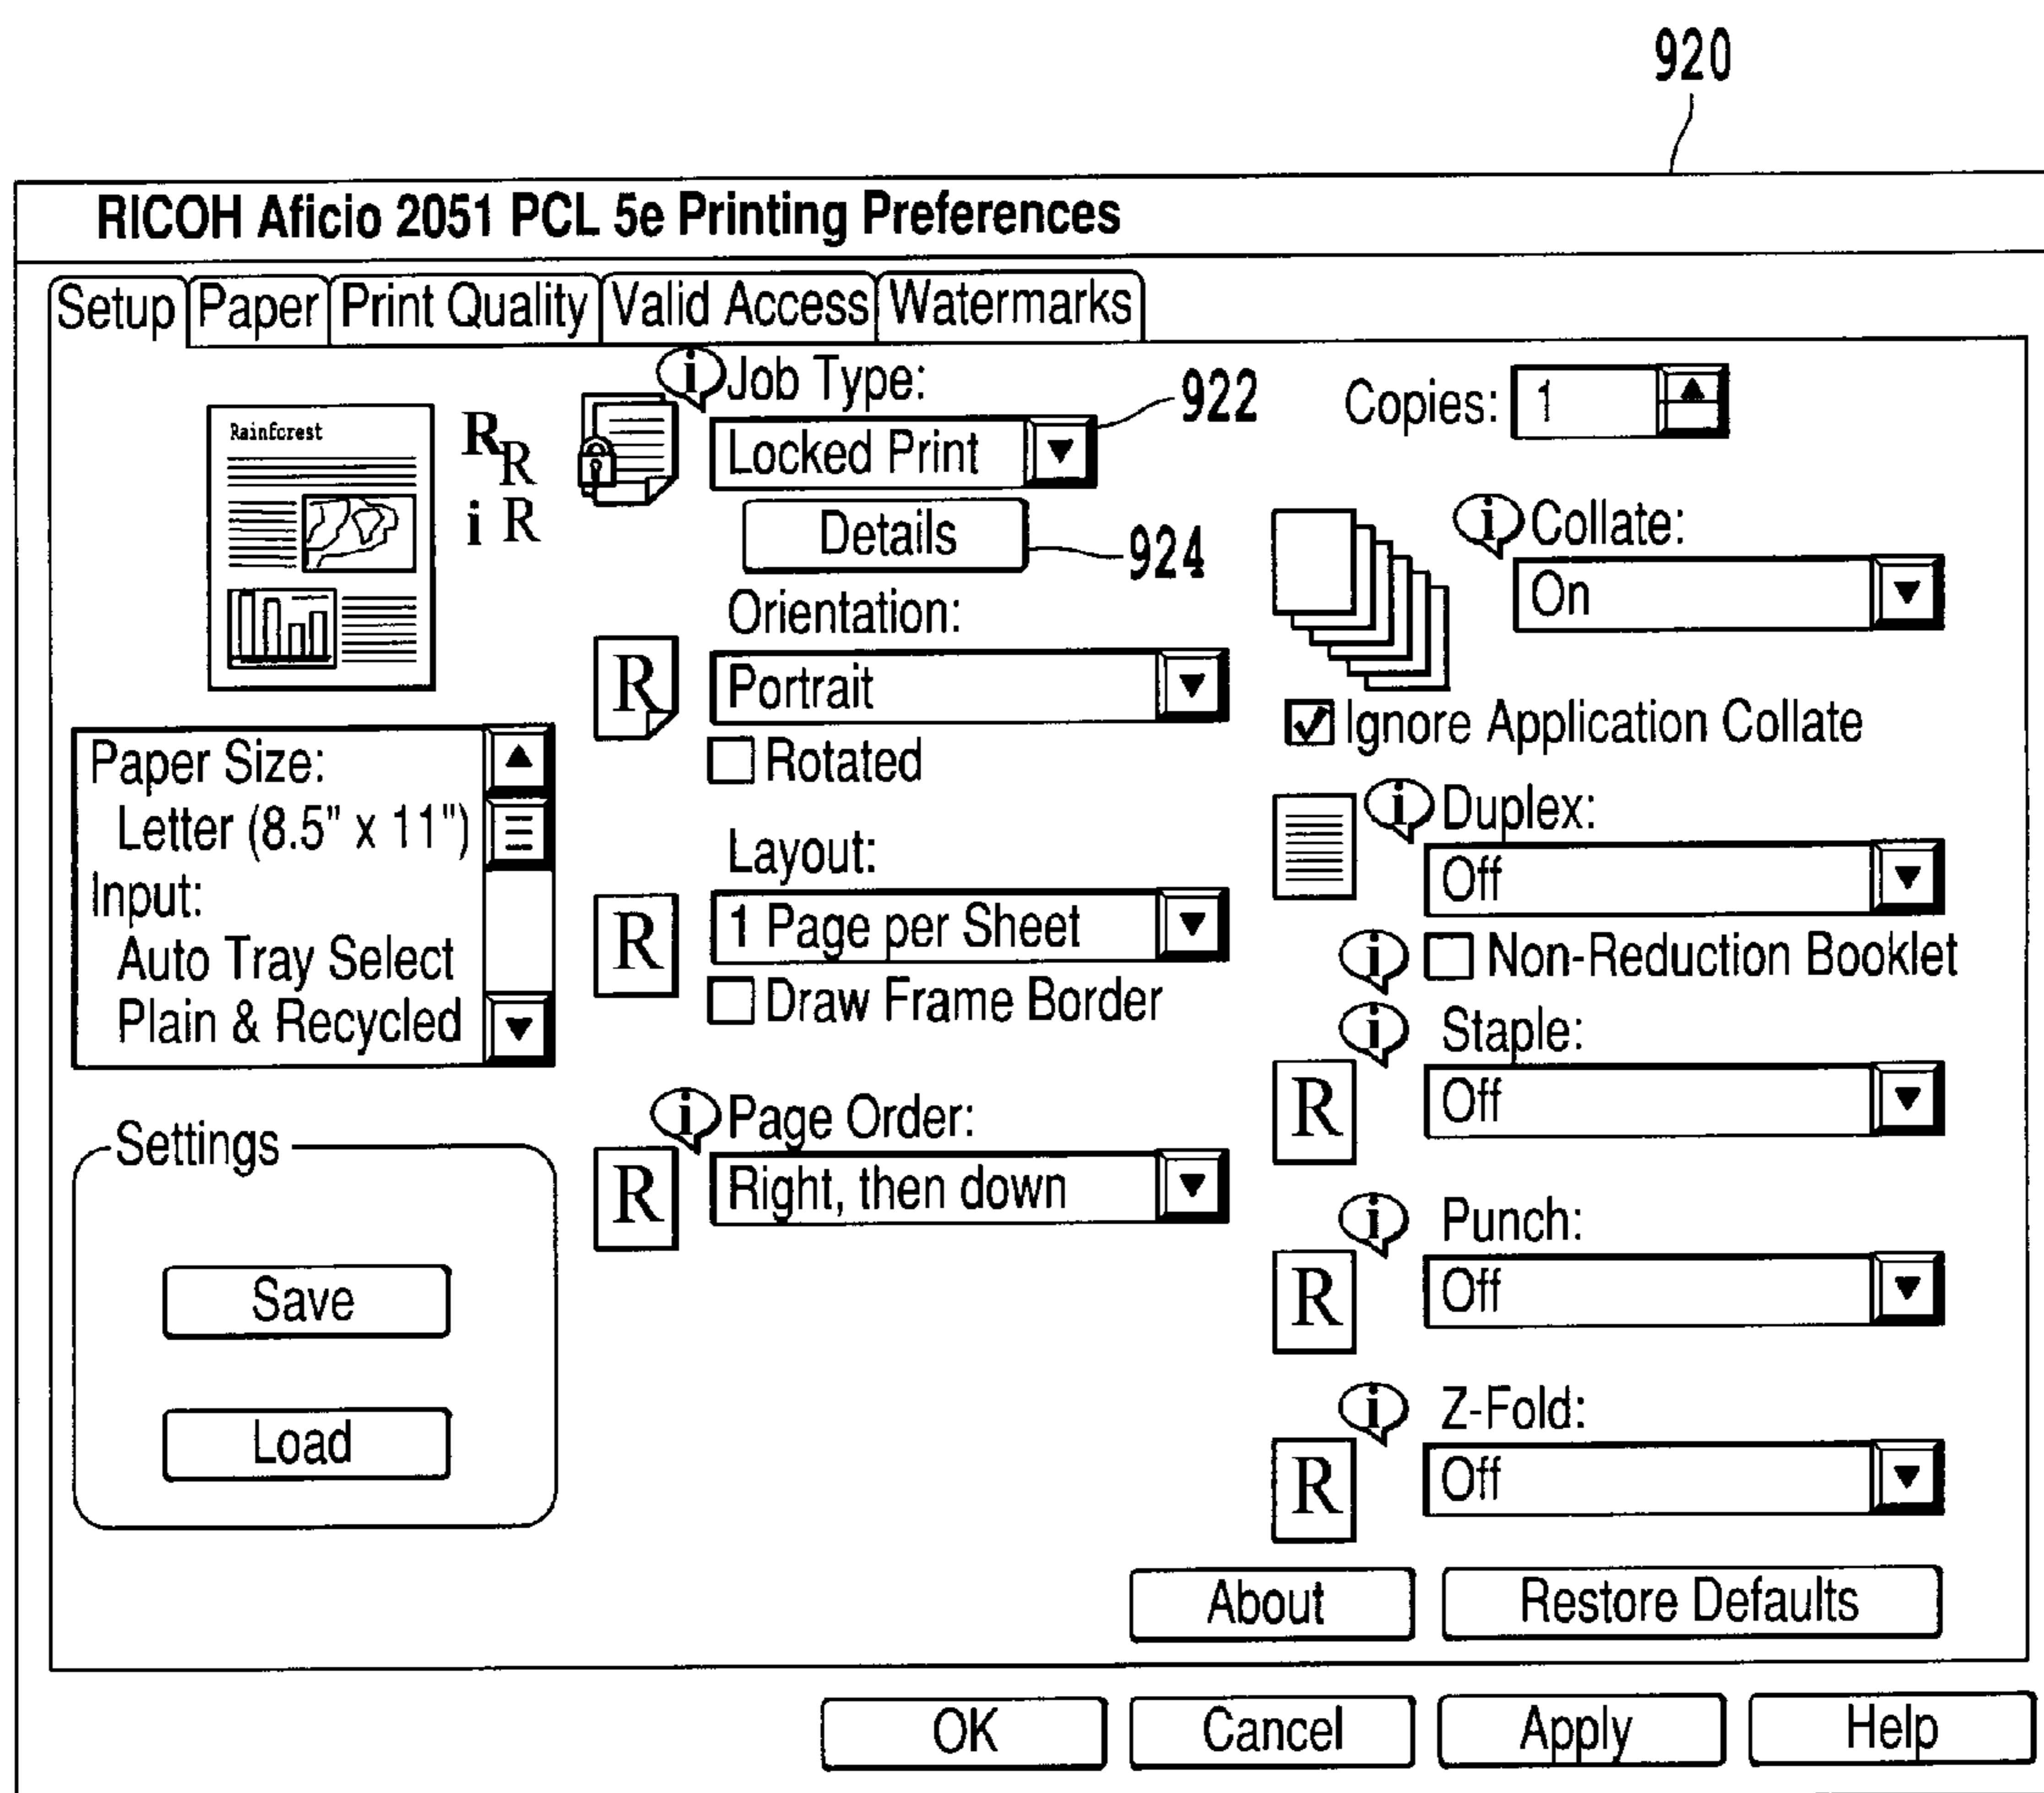 920
RICOH Aficio 2051 PCL 5e Printing Preferences
Setup Paper Print Quality Valid Access Watermarks
Rainforest
R
R
i R
Paper Size:
Letter (8.5" x 11")
Input:
Auto Tray Select
Plain & Recycled
Settings
Save
Load
i Job Type:
922
Locked Print
Details
924
Orientation:
R Portrait
Rotated
Layout:
R 1 Page per Sheet
Draw Frame Border
i Page Order:
R Right, then down
Copies: 1
i Collate:
On
Ignore Application Collate
i Duplex:
Off
i Non-Reduction Booklet
i Staple:
R Off
i Punch:
R Off
i Z-Fold:
R Off
About Restore Defaults
OK Cancel Apply Help